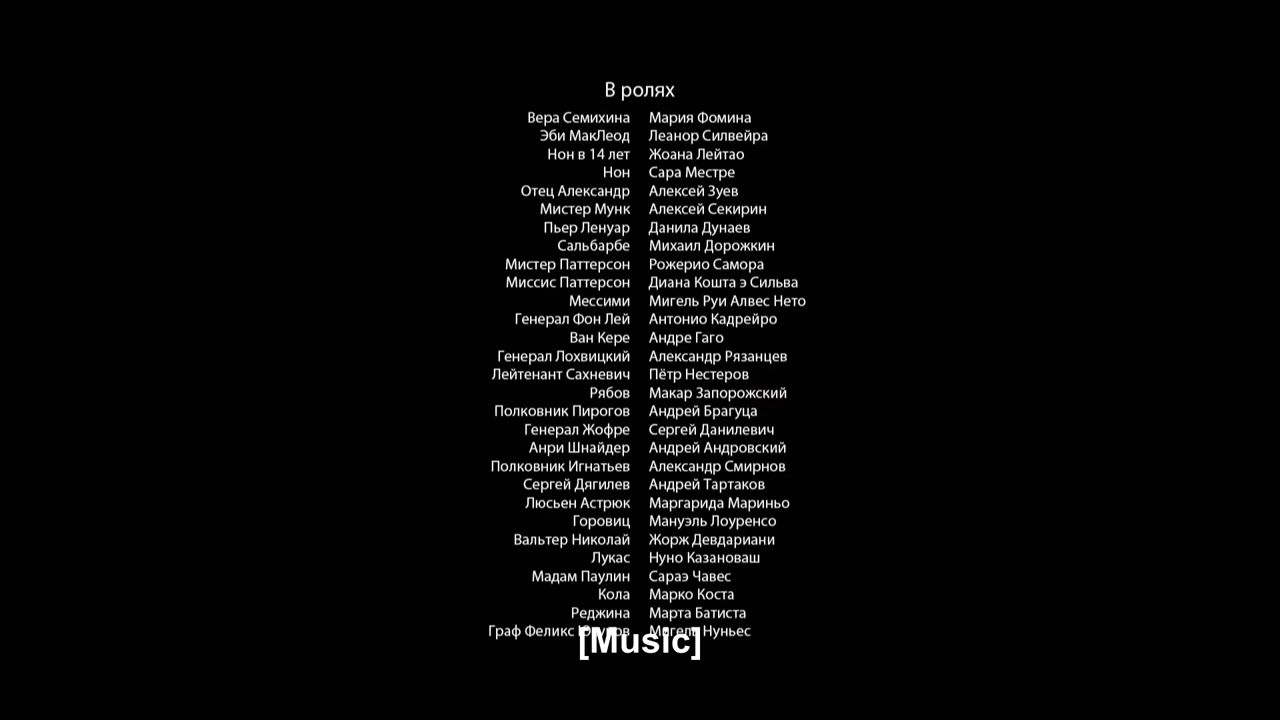 В ролях
Вера Семихина Мария Фомина
Эби МакЛеод Леанор Силвейра
Нон в 14 лет Жоана Лейтао
Нон Сара Местре
Отец Александр Алексей Зуев
Мистер Мунк Алексей Секирин
Пьер Ленуар Данила Дунаев
Сальбарбе Михаил Дорожкин
Мистер Паттерсон Рожерио Самора
Миссис Паттерсон Диана Кошта э Сильва
Мессими Мигель Руи Алвес Нето
Генерал Фон Лей Антонио Кадрейро
Ван Кере Андре Гаго
Генерал Лохвицкий Александр Рязанцев
Лейтенант Сахневич Пётр Нестеров
Рябов Макар Запорожский
Полковник Пирогов Андрей Брагуца
Генерал Жофре Сергей Данилевич
Анри Шнайдер Андрей Андровский
Полковник Игнатьев Александр Смирнов
Сергей Дягилев Андрей Тартаков
Люсьен Астрюк Маргарида Мариньо
Горовиц Мануэль Лоуренсо
Вальтер Николай Жорж Девдариани
Лукас Нуно Казановаш
Мадам Паулин Сараэ Чавес
Кола Марко Коста
Реджина Марта Батиста
Граф Феликс Нуньес
[Music]